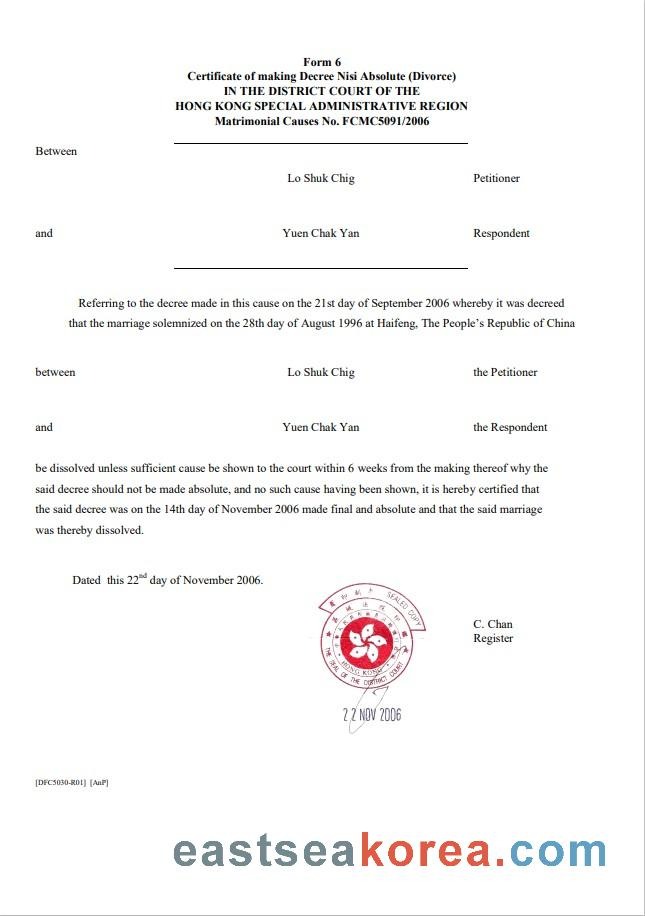 Form 6
Certificate of making Decree Nisi Absolute (Divorce)
IN THE DISTRICT COURT OF THE
HONG KONG SPECIAL ADMINISTRATIVE REGION
Matrimonial Causes No. FCMC5091/2006
Between
Lo Shuk Chig Petitioner
and Yuen Chak Yan Respondent
Referring to the decree made in this cause on the 21st day of September 2006 whereby it was decreed
that the marriage solemnized on the 28th day of August 1996 at Haifeng, The People's Republic of China
between Lo Shuk Chig the Petitioner
and Yuen Chak Yan the Respondent
be dissolved unless sufficient cause be shown to the court within 6 weeks from the making thereof why the
said decree should not be made absolute, and no such cause having been shown, it is hereby certified that
the said decree was on the 14th day of November 2006 made final and absolute and that the said marriage
was thereby dissolved.
Dated this 22nd day of November 2006.
SEALED COPY
THE SEAL OF THE DISTRICT COURT
HONG KONG
C. Chan
Register
22 NOV 2006
[DFC5030-R01] [AnP]
eastseakorea.com